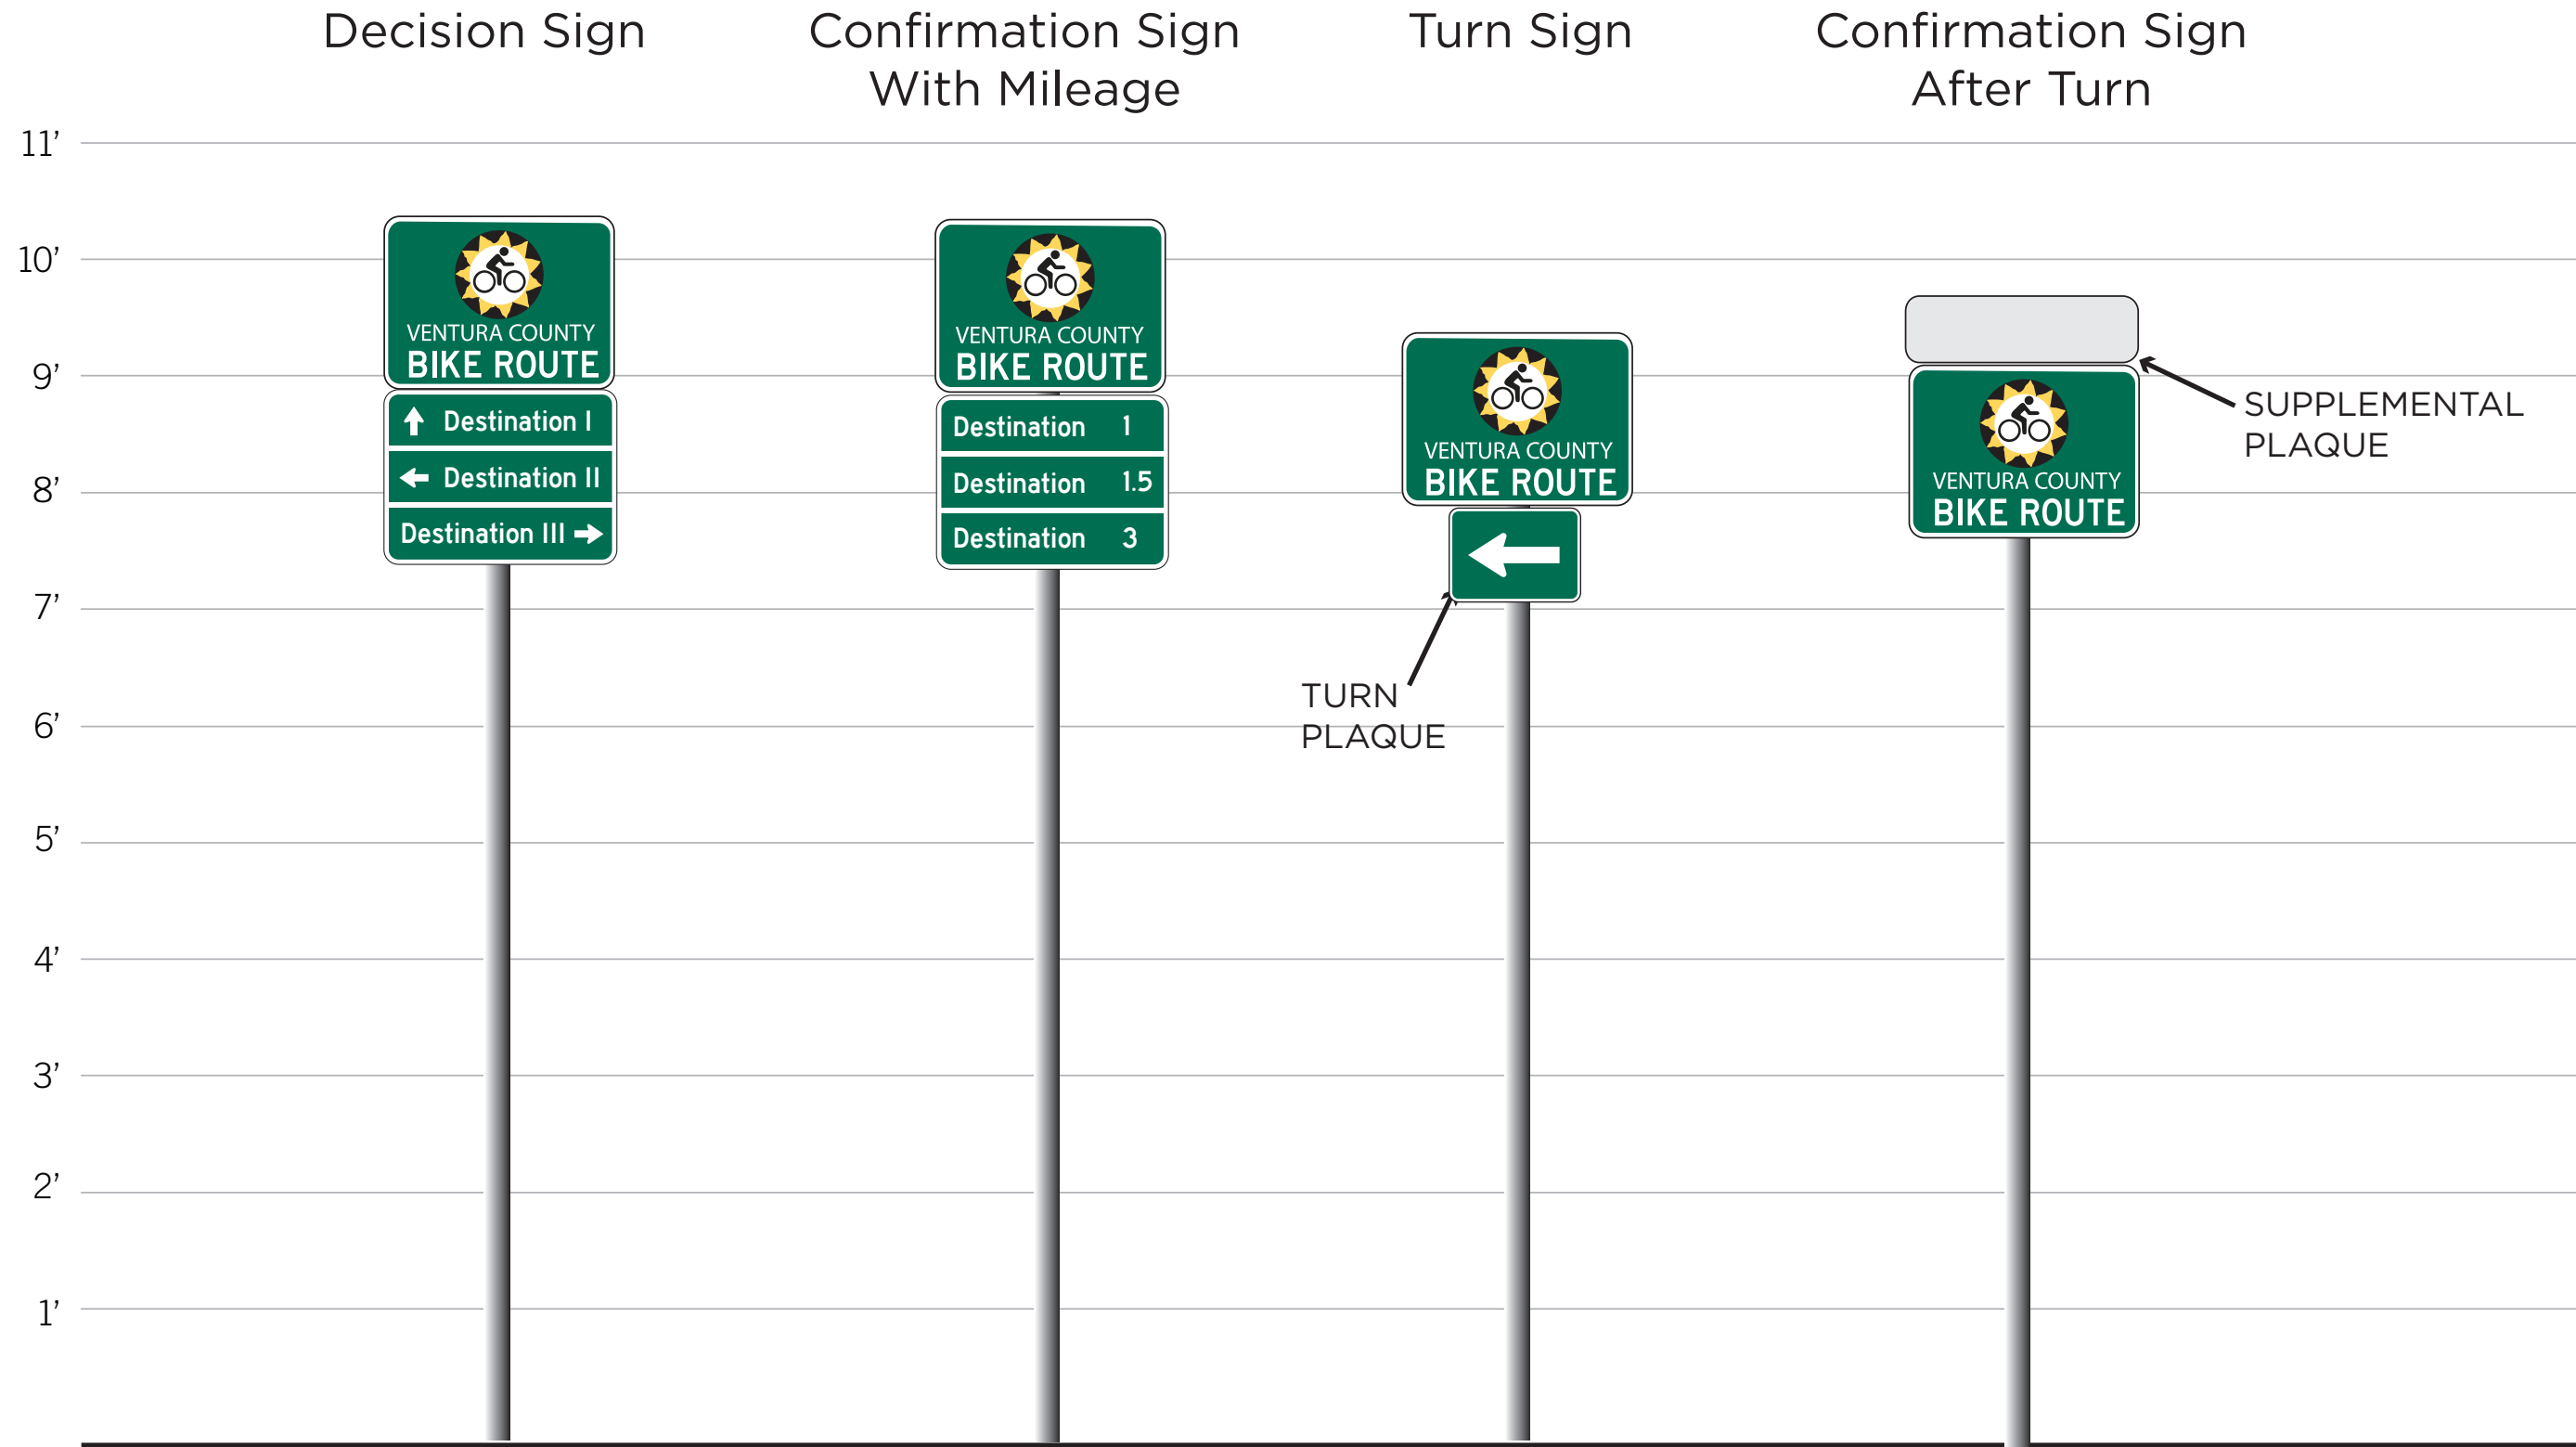 Decision Sign
Confirmation Sign
With Mileage
Turn Sign
Confirmation Sign
After Turn
11’
10’
9’
8’
7’
6’
5’
4’
3’
2’
1’
VENTURA COUNTY
BIKE ROUTE
Destination I
Destination II
Destination III
VENTURA COUNTY
BIKE ROUTE
Destination 1
Destination 1.5
Destination 3
VENTURA COUNTY
BIKE ROUTE
TURN
PLAQUE
VENTURA COUNTY
BIKE ROUTE
SUPPLEMENTAL
PLAQUE